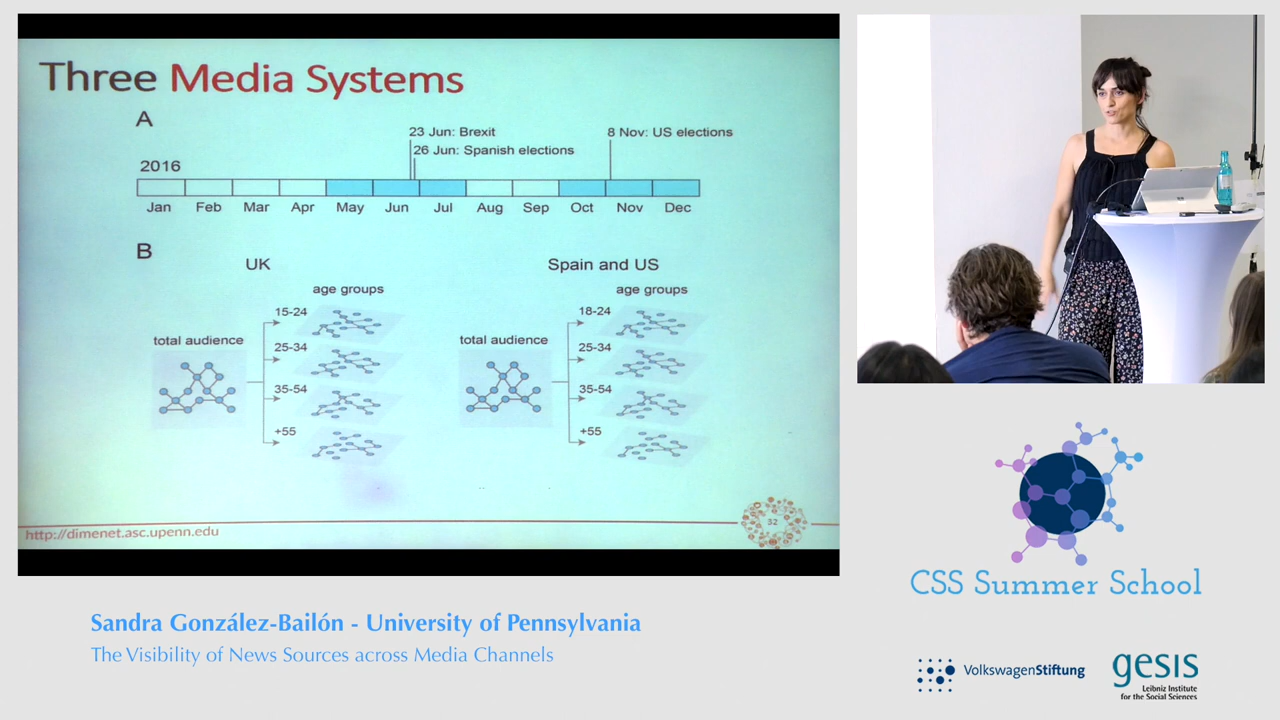 Three Media Systems
A
23 Jun: Brexit
8 Nov: US elections
26 Jun: Spanish elections
2016
Jan Feb Mar Apr May Jun Jul Aug Sep Oct Nov Dec
B
UK
age groups
total audience
15-24
25-34
35-54
+55
Spain and US
age groups
total audience
18-24
25-34
35-54
+55
http://dimenet.asc.upenn.edu
32
Sandra González-Bailón - University of Pennsylvania
The Visibility of News Sources across Media Channels
CSS Summer School
VolkswagenStiftung
gesis
Leibniz Institute
for the Social Sciences